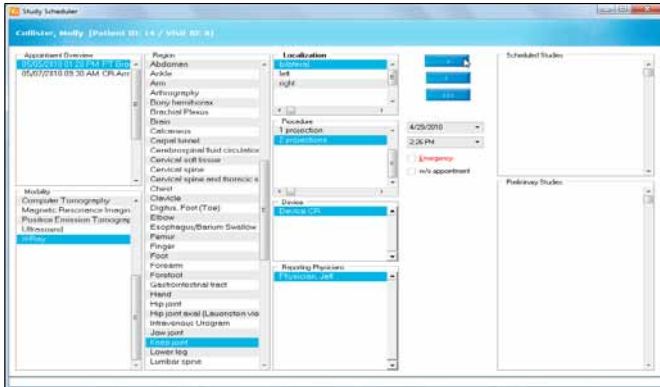 Study Scheduler
Callister, Molly (Patient ID: 14 / Visit ID: 8)
Appointment Overview
05/05/2010 01:20 PM PT Bro
05/07/2010 09:30 AM CR Arr
Modality
Computer Tomography
Magnetic Resonance Imagin
Positron Emission Tomograp
Ultrasound
X-Ray
Region
Abdomen
Ankle
Arm
Arthrography
Bony hemithorax
Brachial Plexus
Brain
Calcaneus
Carpal tunnel
Cerebrospinal fluid circulation
Cervical soft tissue
Cervical spine
Cervical spine and thoracic s
Chest
Clavicle
Digitus, Foot (Toe)
Elbow
Esophagus/Barium Swallow
Femur
Finger
Foot
Forearm
Forefoot
Gastrointestinal tract
Hand
Hip joint
Hip joint axial (Lauenstein vie
Intravenous Urogram
Jaw joint
Knee joint
Lower leg
Lumbar spine
Localization
bilateral
left
right
Procedure
1 projection
2 projections
Device
Device CR
Reporting Physicians
Physician, Jeff
4/29/2010
2:26 PM
Emergency
w/o appointment
Scheduled Studies
Preliminary Studies